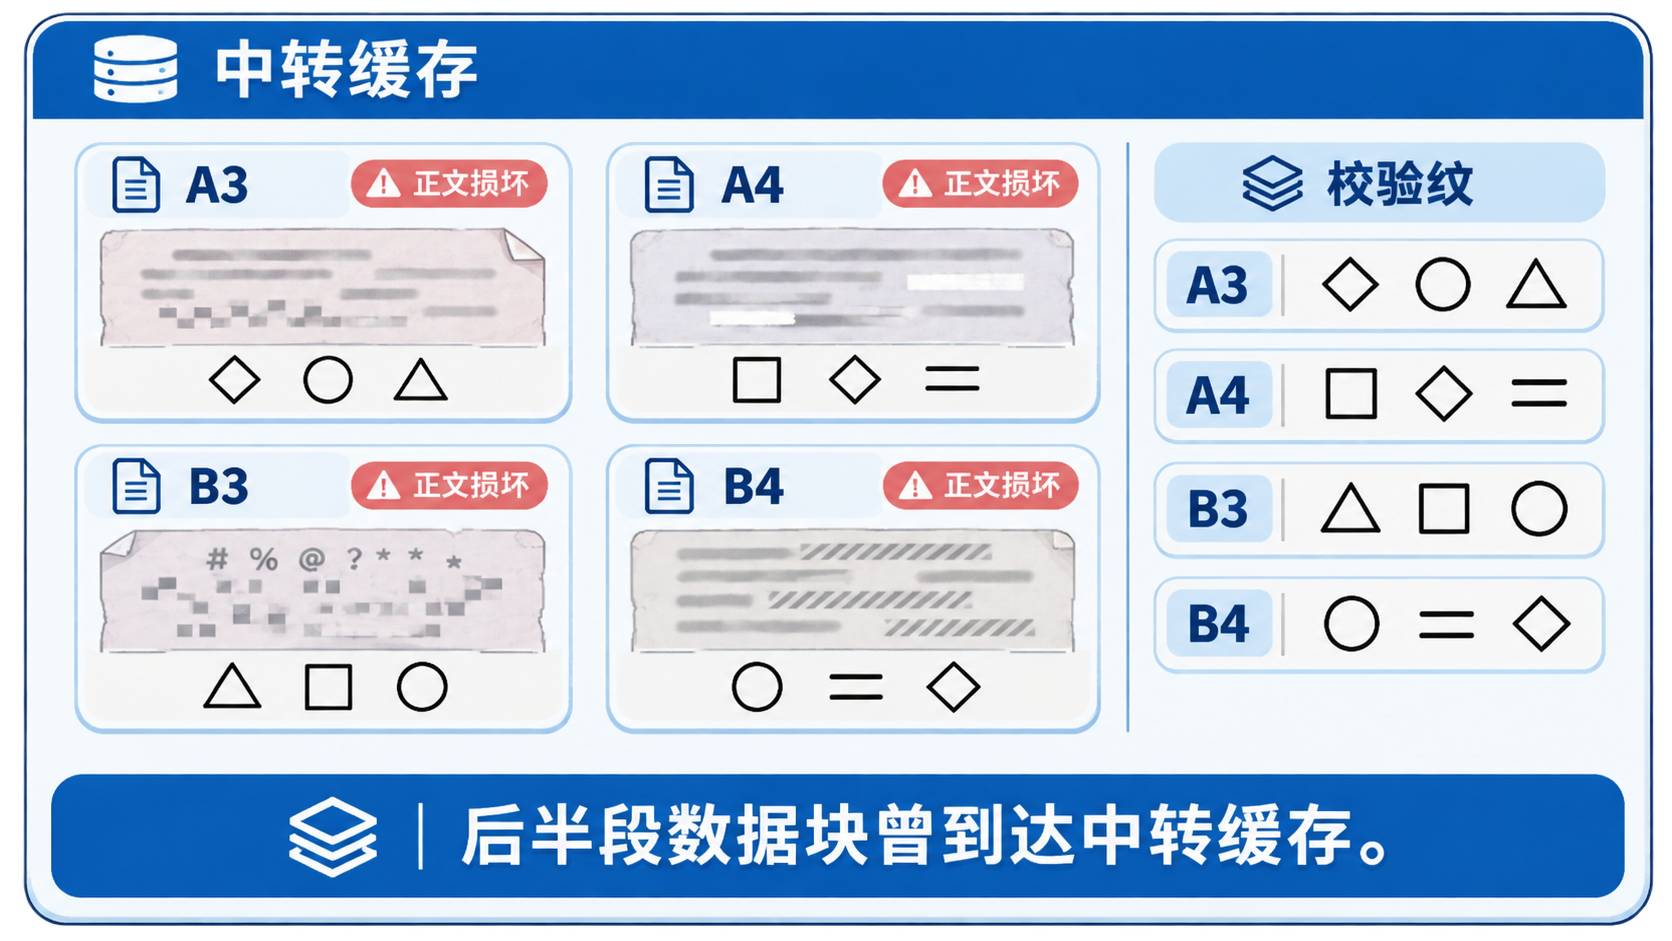 中转缓存
A3 正文损坏
A4 正文损坏
B3 正文损坏
# % @ ? * * *
B4 正文损坏
校验纹
A3
A4
B3
B4
后半段数据块曾到达中转缓存。